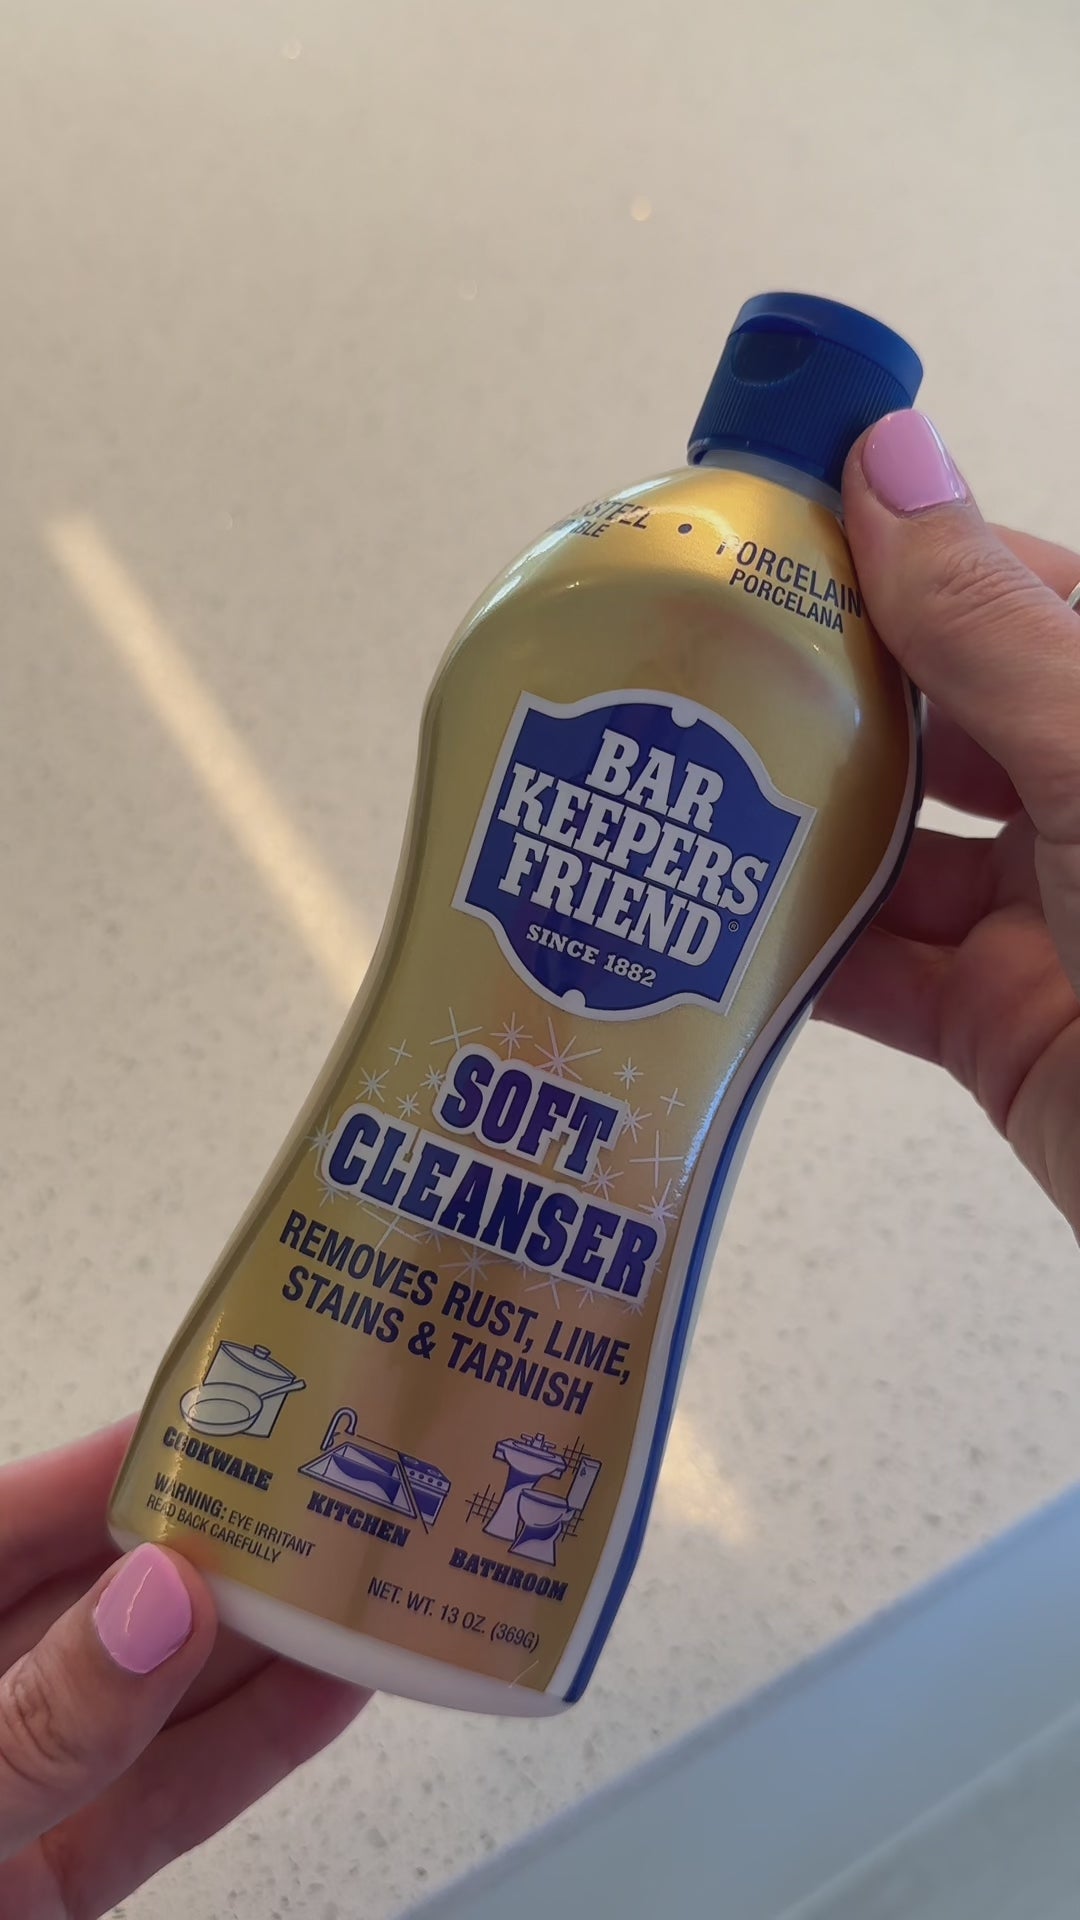 STEEL
PORCELAIN
PORCELANA
BAR
KEEPERS
FRIEND®
SINCE 1882
SOFT
CLEANSER
REMOVES RUST, LIME,
STAINS & TARNISH
COOKWARE
KITCHEN
BATHROOM
WARNING: EYE IRRITANT
READ BACK CAREFULLY
NET. WT. 13 OZ. (369G)